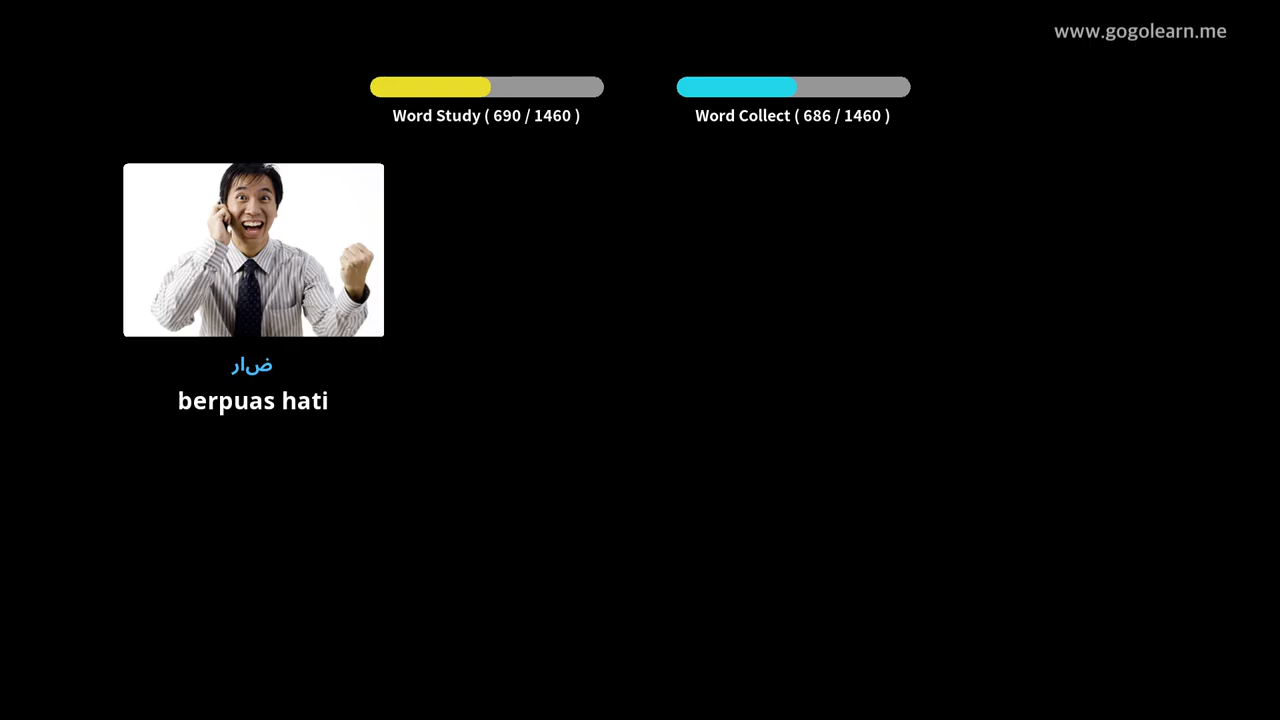 www.gogolearn.me
Word Study ( 690 / 1460 )
Word Collect ( 686 / 1460 )
ضار
berpuas hati